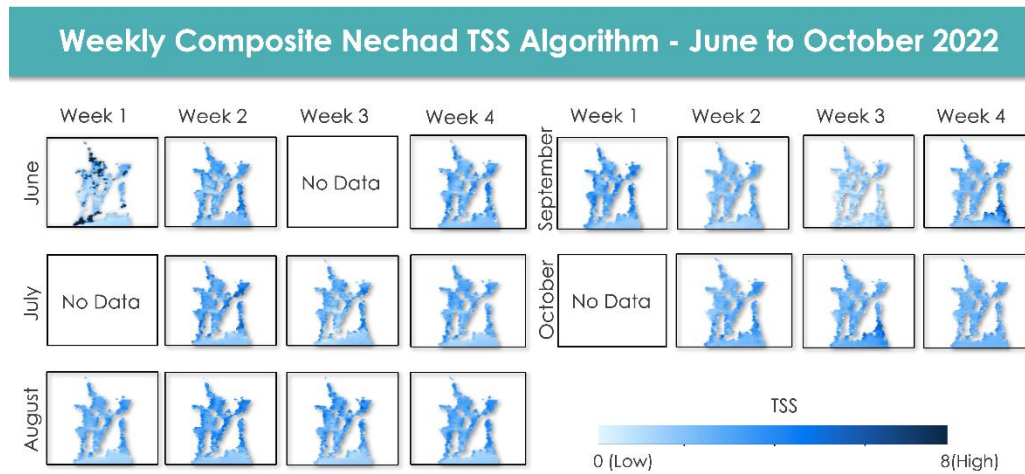 Weekly Composite Nechad TSS Algorithm - June to October 2022
Week 1 Week 2 Week 3 Week 4 Week 1 Week 2 Week 3 Week 4
June
No Data
September
July
No Data
October
No Data
August
TSS
0 (Low) 8(High)